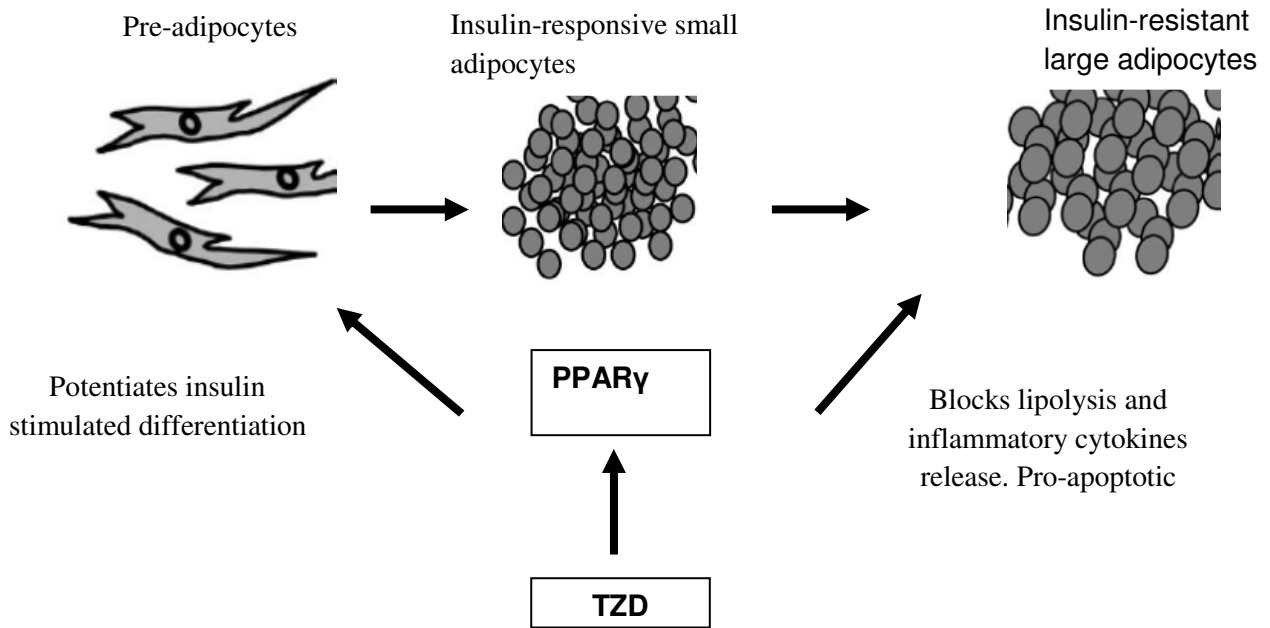 Pre-adipocytes
Insulin-responsive small
adipocytes
Insulin-resistant
large adipocytes
Potentiates insulin
stimulated differentiation
PPARγ
Blocks lipolysis and
inflammatory cytokines
release. Pro-apoptotic
TZD